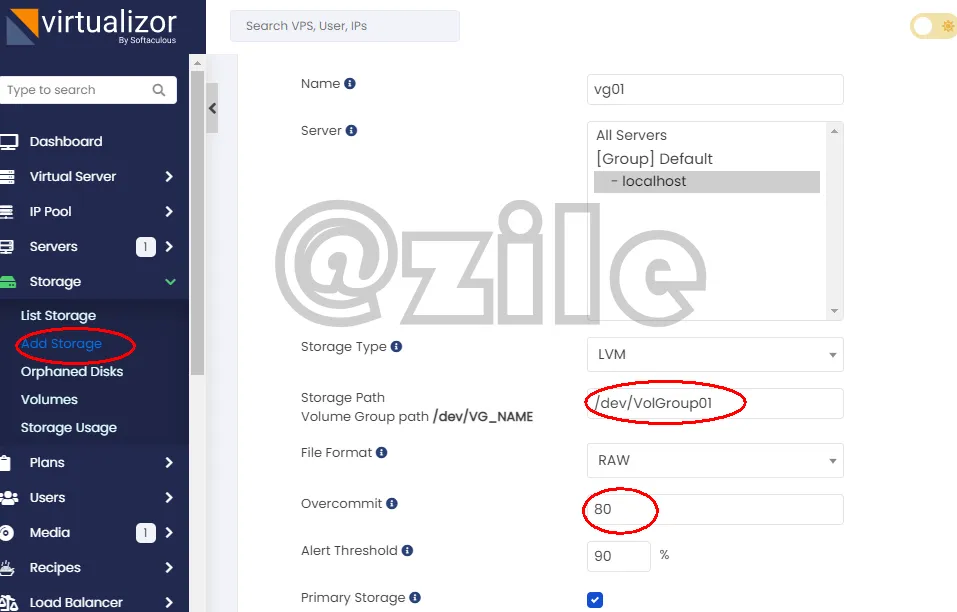 virtualizor
By Softaculous
Search VPS, User, IPs
Type to search
Dashboard
Virtual Server
IP Pool
Servers 1
Storage
List Storage
Add Storage
Orphaned Disks
Volumes
Storage Usage
Plans
Users
Media 1
Recipes
Load Balancer
Name
vg01
Server
All Servers
[Group] Default
- localhost
@zile
Storage Type
LVM
Storage Path
Volume Group path /dev/VG_NAME
/dev/VolGroup01
File Format
RAW
Overcommit
80
Alert Threshold
90 %
Primary Storage